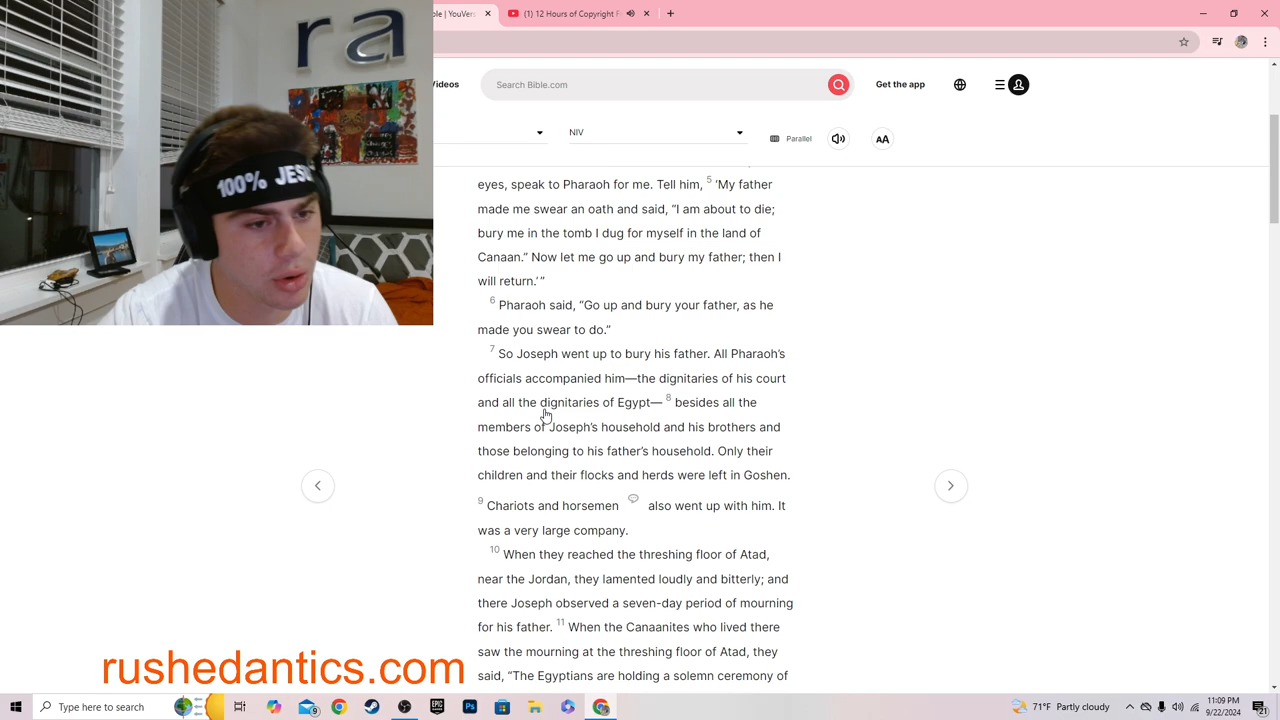 ra
100% JESU
ble | YouVers
(1) 12 Hours of Cognitive F
ideos
Search Bible.com
Get the app
NIV
Parallel
AA
eyes, speak to Pharaoh for me. Tell him, 5 ‘My father
made me swear an oath and said, “I am about to die;
bury me in the tomb I dug for myself in the land of
Canaan.” Now let me go up and bury my father; then I
will return.’ ”
6 Pharaoh said, “Go up and bury your father, as he
made you swear to do.”
7 So Joseph went up to bury his father. All Pharaoh’s
officials accompanied him—the dignitaries of his court
and all the dignitaries of Egypt— 8 besides all the
members of Joseph’s household and his brothers and
those belonging to his father’s household. Only their
children and their flocks and herds were left in Goshen.
9 Chariots and horsemen also went up with him. It
was a very large company.
10 When they reached the threshing floor of Atad,
near the Jordan, they lamented loudly and bitterly; and
there Joseph observed a seven-day period of mourning
for his father. 11 When the Canaanites who lived there
saw the mourning at the threshing floor of Atad, they
said, “The Egyptians are holding a solemn ceremony of
rushedantics.com
Type here to search
9
EPIC
Ps
71°F Partly cloudy
11:09 PM
9/22/2024
21